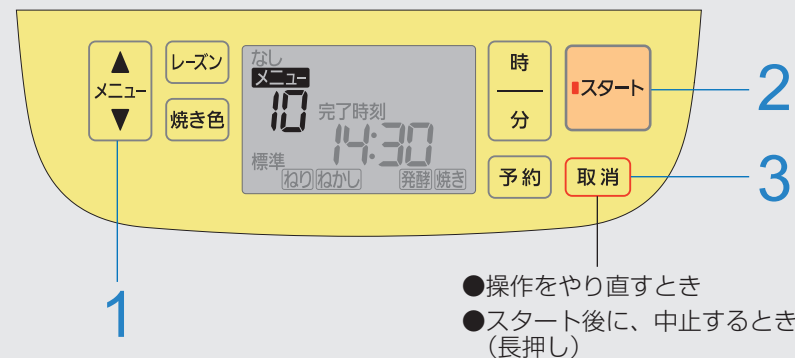 ▲
メニュー
▼
レーズン
焼き色
なし
メニュー
10
完了時刻
14:30
標準
ねり ねかし 発酵 焼き
時
分
予約
スタート
取消
1
2
3
●操作をやり直すとき
●スタート後に、中止するとき
(長押し)